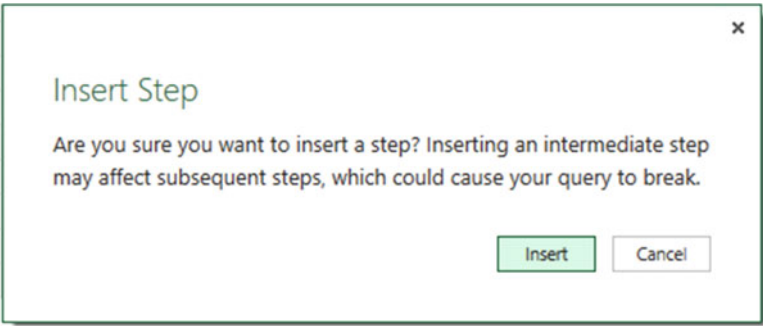 Insert Step
Are you sure you want to insert a step? Inserting an intermediate step
may affect subsequent steps, which could cause your query to break.
Insert
Cancel